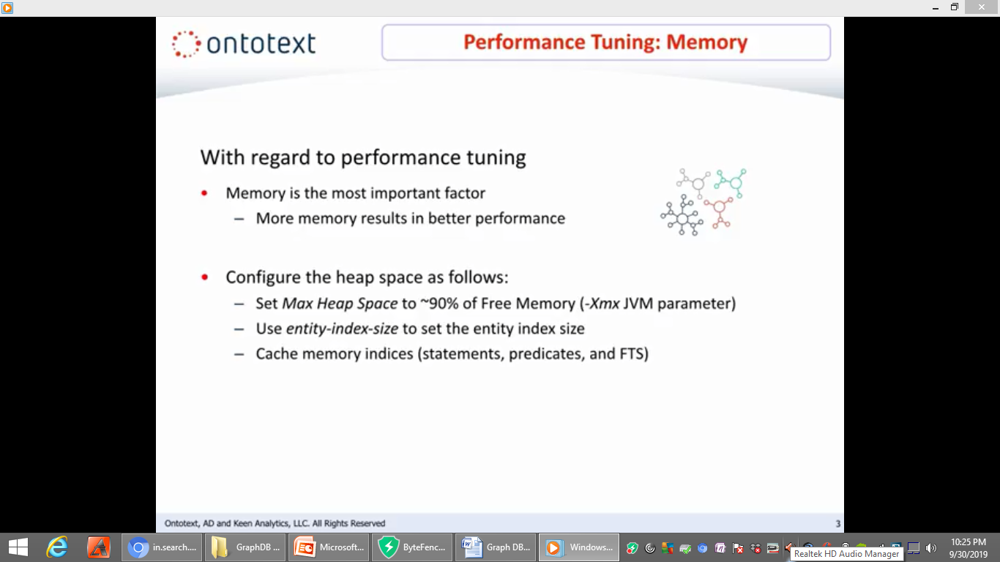 ontotext
Performance Tuning: Memory
With regard to performance tuning
• Memory is the most important factor
– More memory results in better performance
• Configure the heap space as follows:
– Set Max Heap Space to ~90% of Free Memory (-Xmx JVM parameter)
– Use entity-index-size to set the entity index size
– Cache memory indices (statements, predicates, and FTS)
Ontotext, AD and Keen Analytics, LLC. All Rights Reserved
3
in.search....
GraphDB ...
Microsoft...
ByteFenc...
Graph DB...
Windows...
10:25 PM
Realtek HD Audio Manager
9/30/2019